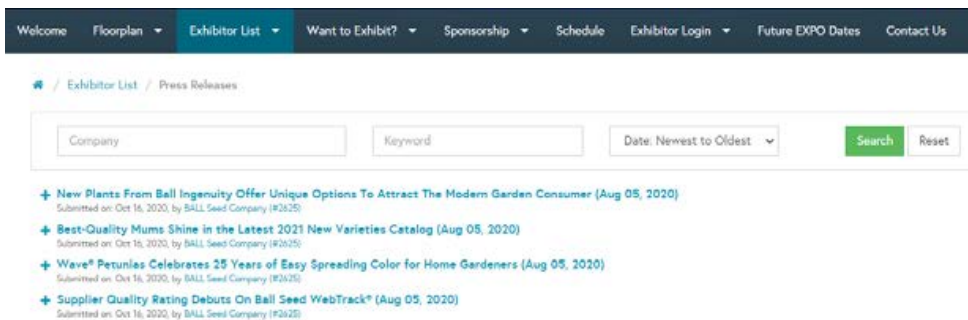 Welcome Floorplan Exhibitor List Want to Exhibit? Sponsorship Schedule Exhibitor Login Future EXPO Dates Contact Us
/ Exhibitor List / Press Releases
Company Keyword Date: Newest to Oldest Search Reset
+ New Plants From Ball Ingenuity Offer Unique Options To Attract The Modern Garden Consumer (Aug 05, 2020)
Submitted on: Oct 16, 2020, by BALL Seed Company (#2625)
+ Best-Quality Mums Shine in the Latest 2021 New Varieties Catalog (Aug 05, 2020)
Submitted on: Oct 16, 2020, by BALL Seed Company (#2625)
+ Wave® Petunias Celebrates 25 Years of Easy Spreading Color for Home Gardeners (Aug 05, 2020)
Submitted on: Oct 16, 2020, by BALL Seed Company (#2625)
+ Supplier Quality Rating Debuts On Ball Seed WebTrack® (Aug 05, 2020)
Submitted on: Oct 16, 2020, by BALL Seed Company (#2625)